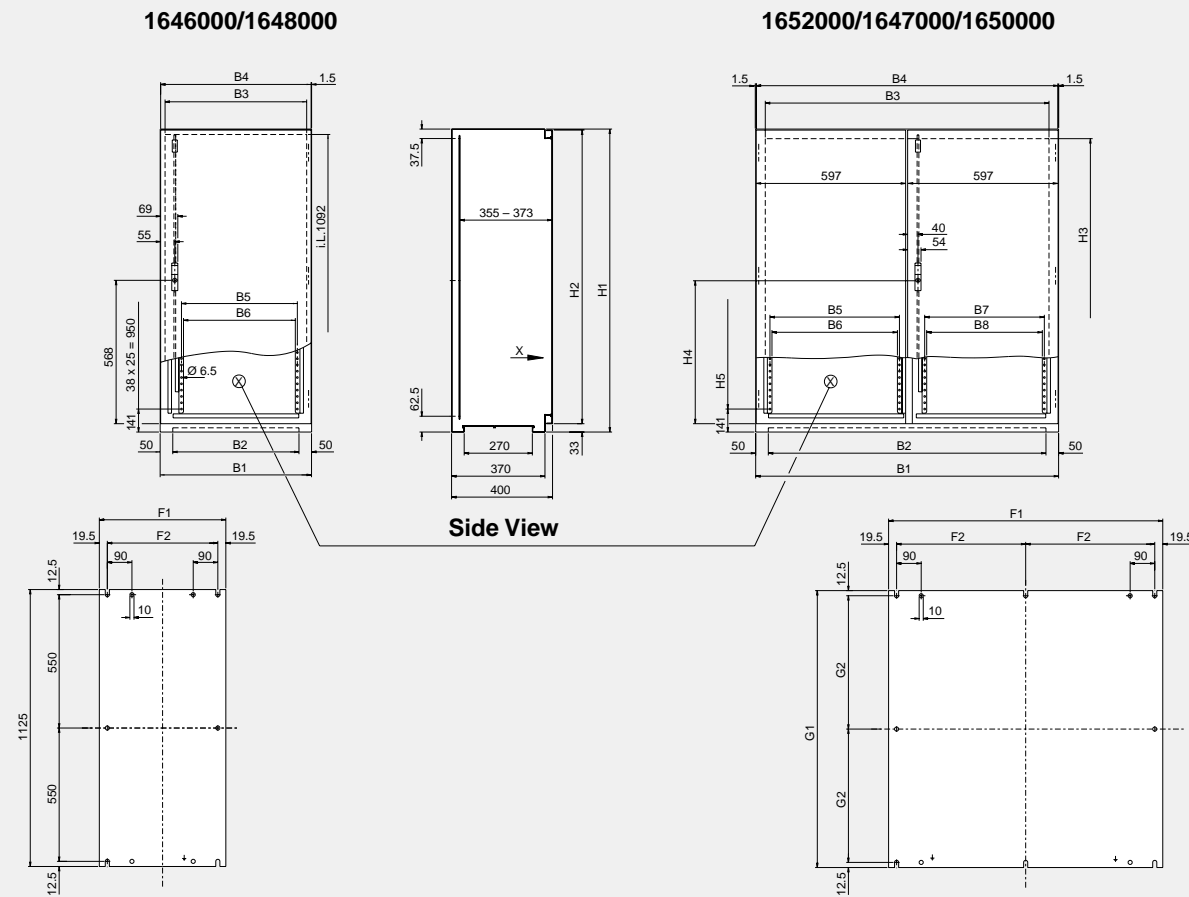 1646000/1648000
1652000/1647000/1650000
B4
1.5
B3
37.5
69
55
i.L.1092
355 – 373
H2
H1
B5
B6
568
38 x 25 = 950
Ø 6.5
X
X
141
62.5
50
B2
50
B1
270
33
370
400
1.5
B4
1.5
B3
597
597
40
54
H3
B5
B7
B6
B8
H4
H5
X
141
50
B2
50
B1
Side View
F1
19.5
F2
19.5
90
90
12.5
10
550
1125
550
12.5
F1
19.5
F2
F2
19.5
90
90
12.5
10
G2
G1
G2
12.5